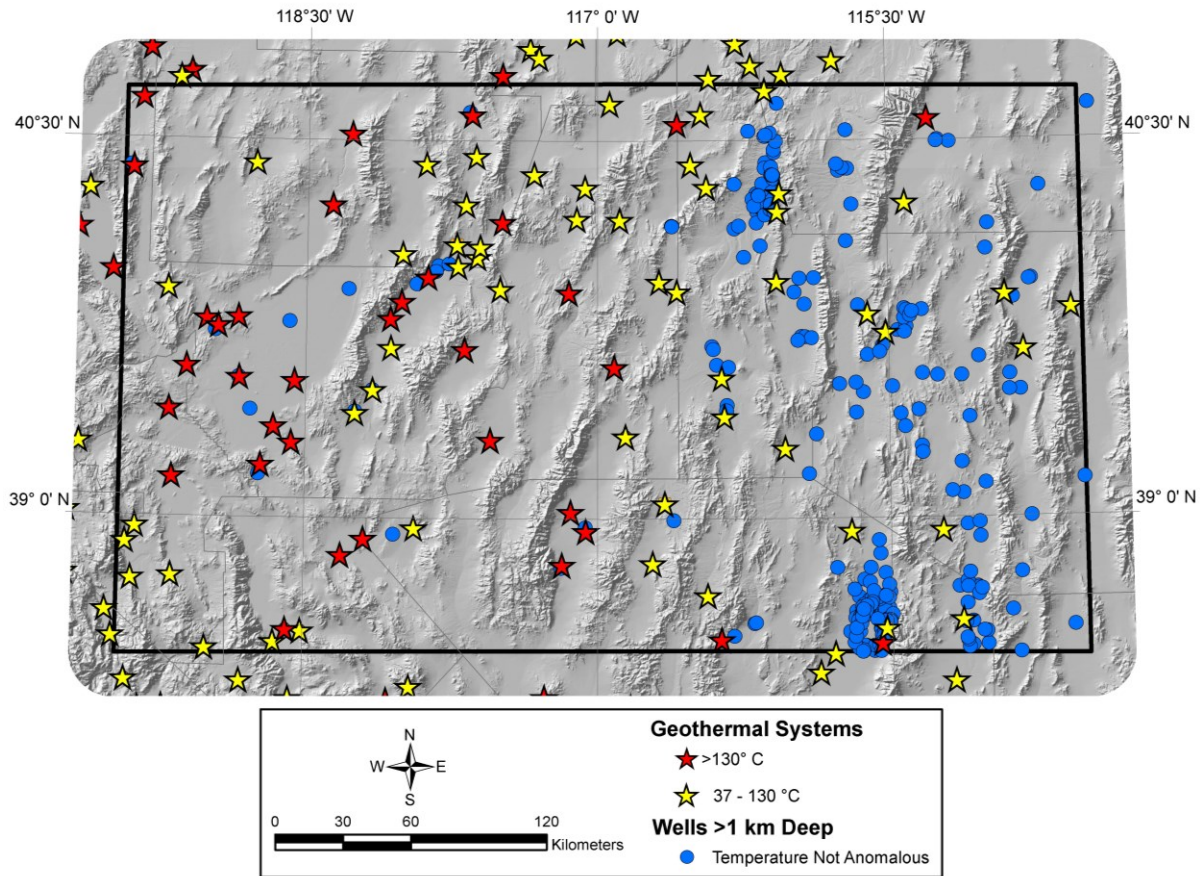 118°30' W 117°0' W 115°30' W
40°30' N 40°30' N
39°0' N 39°0' N
N
W E
S
0 30 60 120
Kilometers
Geothermal Systems
>130° C
37 - 130 °C
Wells >1 km Deep
Temperature Not Anomalous